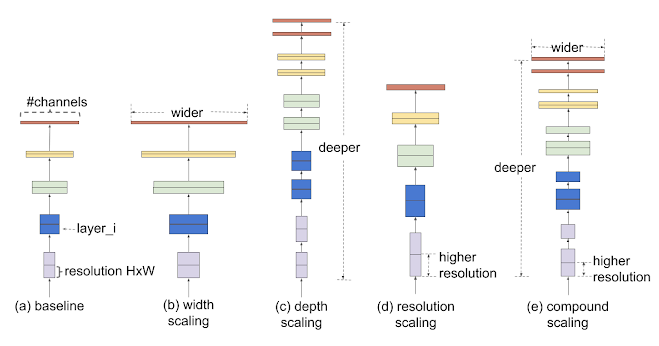 #channels
wider
deeper
wider
deeper
layer_i
resolution HxW
higher
resolution
higher
resolution
(a) baseline
(b) width
scaling
(c) depth
scaling
(d) resolution
scaling
(e) compound
scaling